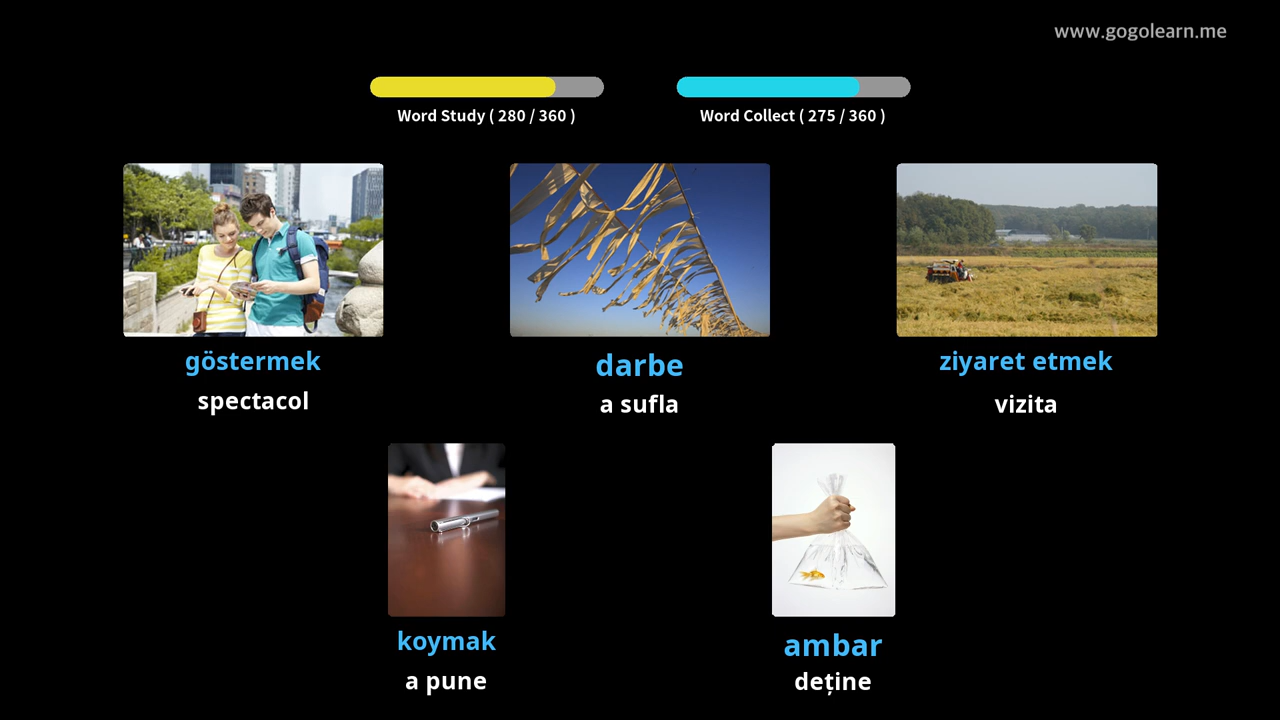 www.gogolearn.me
Word Study ( 280 / 360 )
Word Collect ( 275 / 360 )
göstermek
spectacol
darbe
a sufla
ziyaret etmek
vizita
koymak
a pune
ambar
deține